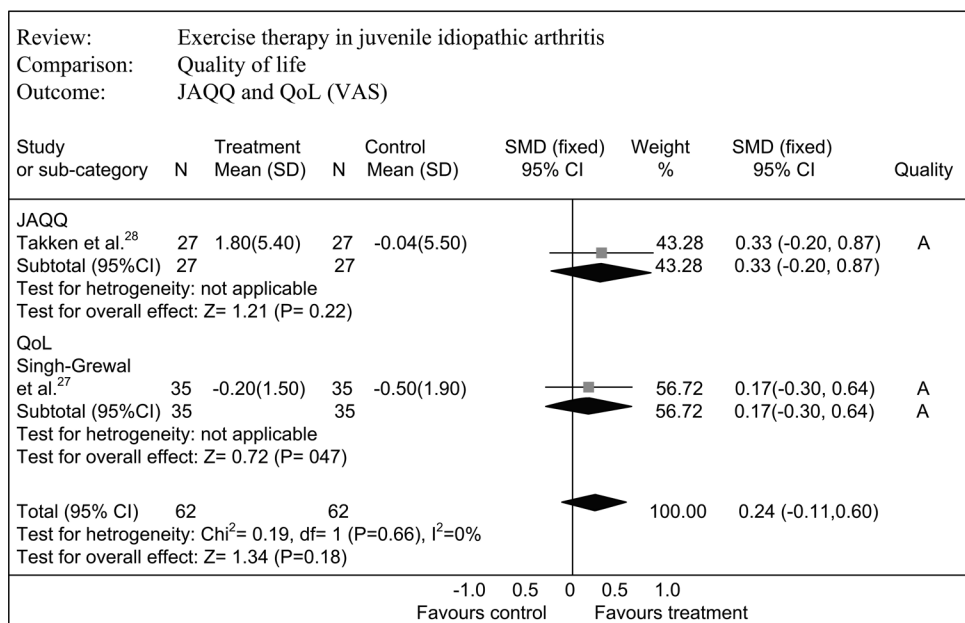 Review: Exercise therapy in juvenile idiopathic arthritis
Comparison: Quality of life
Outcome: JAQQ and QoL (VAS)
Study Treatment Control SMD (fixed) Weight SMD (fixed)
or sub-category N Mean (SD) N Mean (SD) 95% CI % 95% CI Quality
JAQQ
Takken et al.28 27 1.80(5.40) 27 -0.04(5.50) 43.28 0.33 (-0.20, 0.87) A
Subtotal (95%CI) 27 27 43.28 0.33 (-0.20, 0.87)
Test for hetrogeneity: not applicable
Test for overall effect: Z= 1.21 (P= 0.22)
QoL
Singh-Grewal
et al.27 35 -0.20(1.50) 35 -0.50(1.90) 56.72 0.17(-0.30, 0.64) A
Subtotal (95%CI) 35 35 56.72 0.17(-0.30, 0.64) A
Test for hetrogeneity: not applicable
Test for overall effect: Z= 0.72 (P= 047)
Total (95% CI) 62 62 100.00 0.24 (-0.11,0.60)
Test for hetrogeneity: Chi2= 0.19, df= 1 (P=0.66), I2=0%
Test for overall effect: Z= 1.34 (P=0.18)
-1.0 0.5 0 0.5 1.0
Favours control Favours treatment